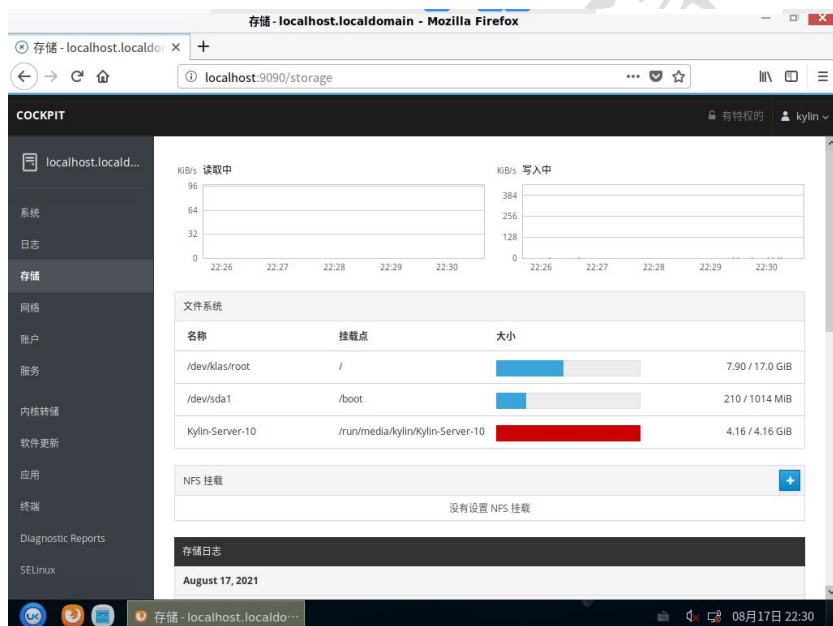 存储 - localhost.localdomain - Mozilla Firefox
存储 - localhost.localdo
localhost:9090/storage
COCKPIT
有特权的
kylin
localhost.locald...
系统
日志
存储
网络
账户
服务
内核转储
软件更新
应用
终端
Diagnostic Reports
SELinux
KiB/s 读取中
96
64
32
0
22:26 22:27 22:28 22:29 22:30
KiB/s 写入中
384
256
128
0
22:26 22:27 22:28 22:29 22:30
文件系统
名称 挂载点 大小
/dev/klas/root / 7.90 / 17.0 GiB
/dev/sda1 /boot 210 / 1014 MiB
Kylin-Server-10 /run/media/kylin/Kylin-Server-10 4.16 / 4.16 GiB
NFS 挂载
没有设置 NFS 挂载
存储日志
August 17, 2021
存储 - localhost.localdo···
08月17日 22:30